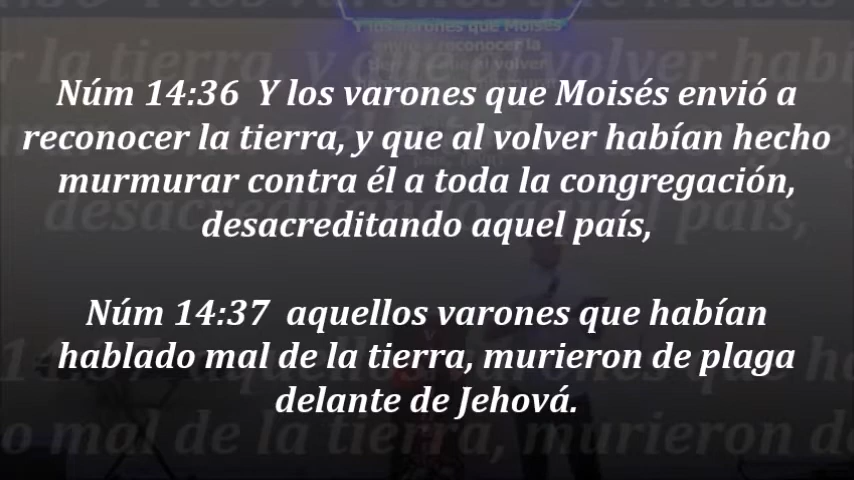 Núm 14:36 Y los varones que Moisés envió a
reconocer la tierra, y que al volver habían hecho
murmurar contra él a toda la congregación,
desacreditando aquel país,
Núm 14:37 aquellos varones que habían
hablado mal de la tierra, murieron de plaga
delante de Jehová.